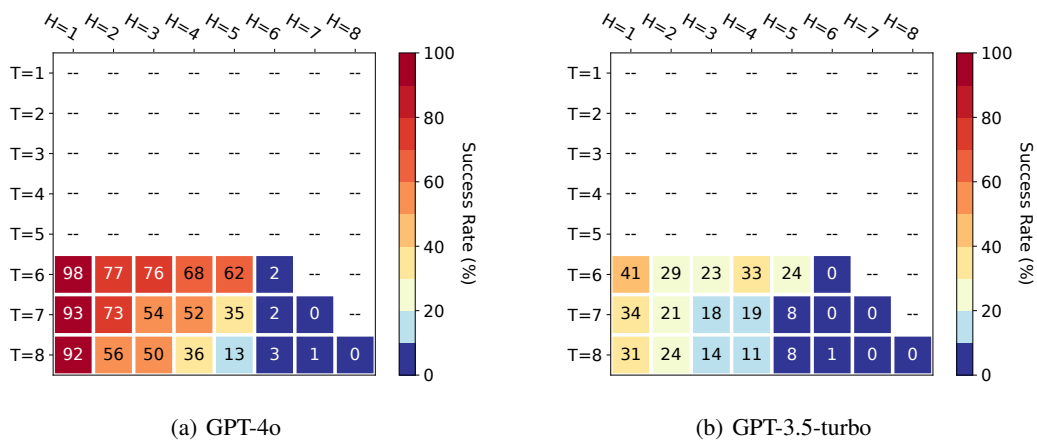 H=1 H=2 H=3 H=4 H=5 H=6 H=7 H=8
T=1 -- -- -- -- -- -- -- --
T=2 -- -- -- -- -- -- -- --
T=3 -- -- -- -- -- -- -- --
T=4 -- -- -- -- -- -- -- --
T=5 -- -- -- -- -- -- -- --
T=6 98 77 76 68 62 2 -- --
T=7 93 73 54 52 35 2 0 --
T=8 92 56 50 36 13 3 1 0
100
80
60
40
20
0
Success Rate (%)
(a) GPT-4o
H=1 H=2 H=3 H=4 H=5 H=6 H=7 H=8
T=1 -- -- -- -- -- -- -- --
T=2 -- -- -- -- -- -- -- --
T=3 -- -- -- -- -- -- -- --
T=4 -- -- -- -- -- -- -- --
T=5 -- -- -- -- -- -- -- --
T=6 41 29 23 33 24 0 -- --
T=7 34 21 18 19 8 0 0 --
T=8 31 24 14 11 8 1 0 0
100
80
60
40
20
0
Success Rate (%)
(b) GPT-3.5-turbo